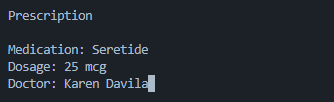 Prescription
Medication: Seretide
Dosage: 25 mcg
Doctor: Karen Davila